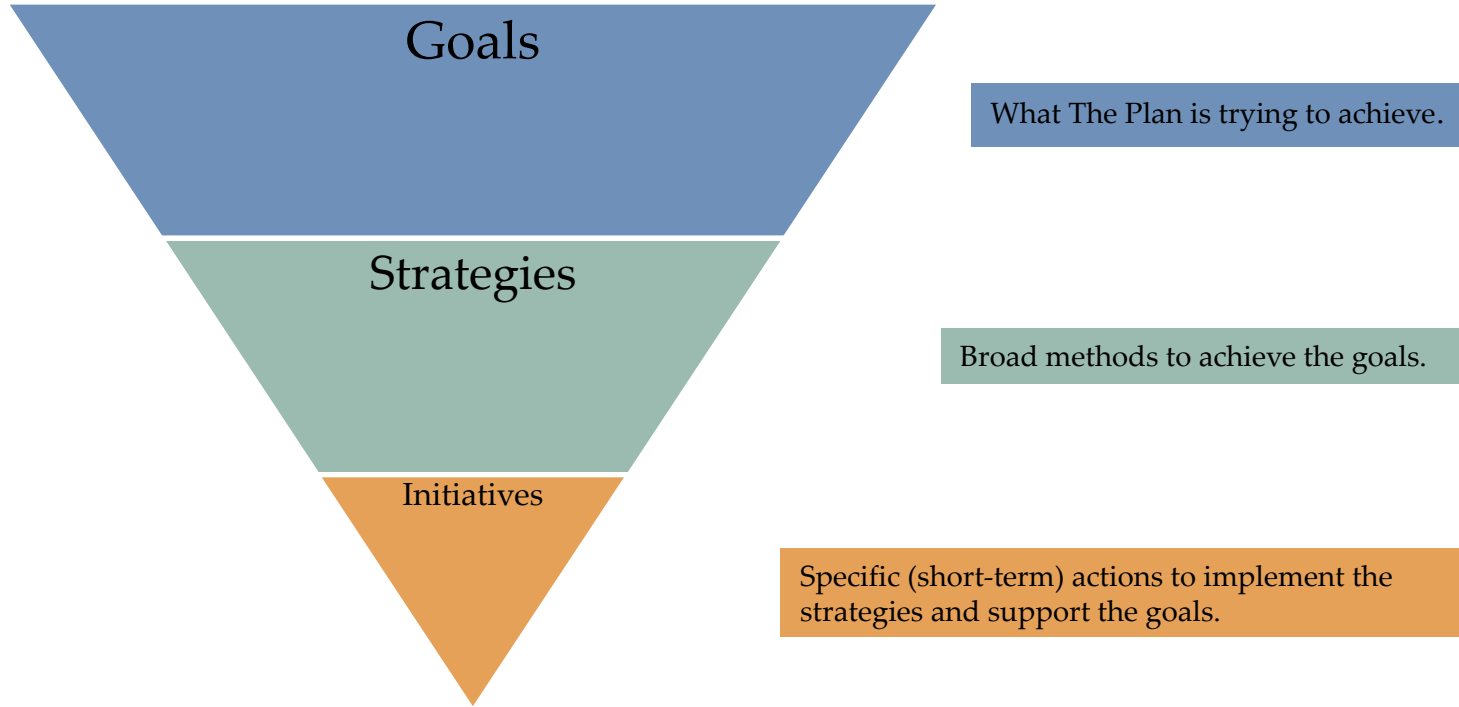 Goals
What The Plan is trying to achieve.
Strategies
Broad methods to achieve the goals.
Initiatives
Specific (short-term) actions to implement the
strategies and support the goals.